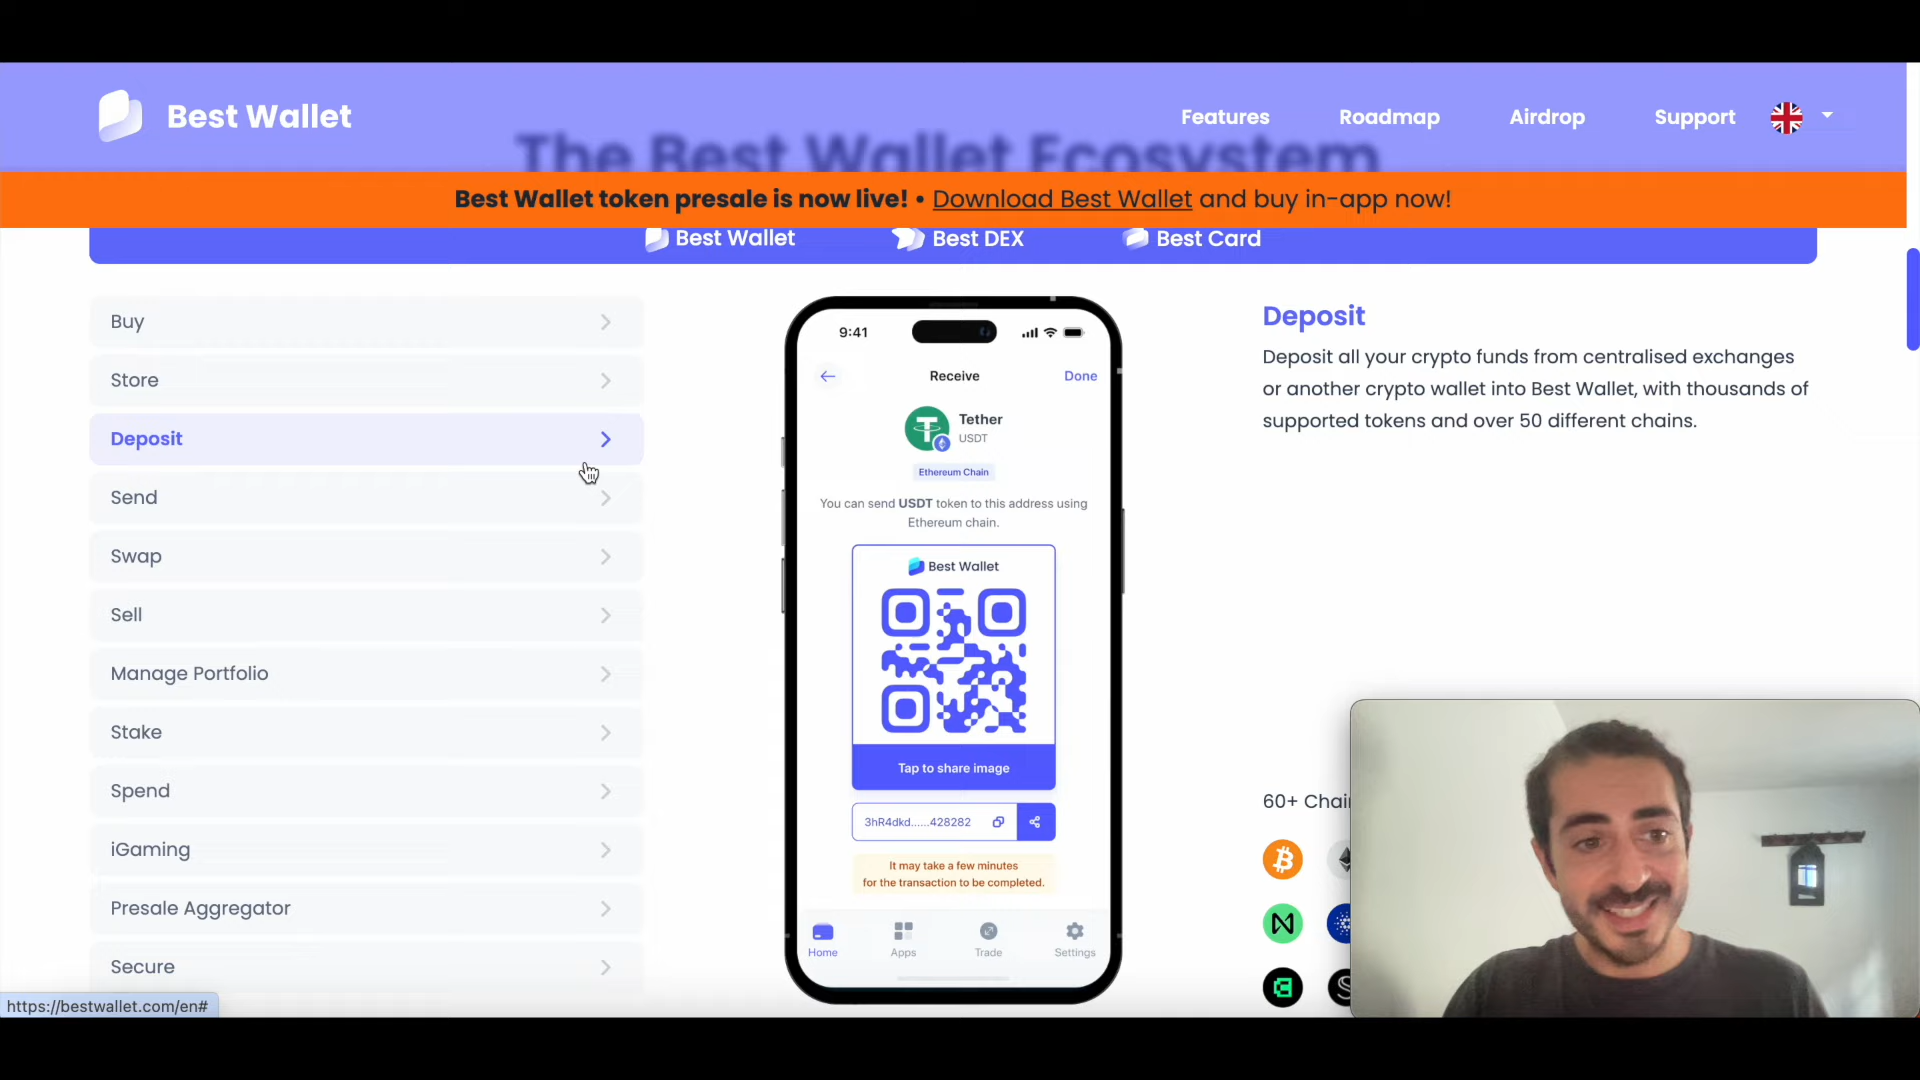 Best Wallet
Features
Roadmap
Airdrop
Support
The Best Wallet Ecosystem
Best Wallet token presale is now live! • Download Best Wallet and buy in-app now!
Best Wallet
Best DEX
Best Card
Buy
Store
Deposit
Send
Swap
Sell
Manage Portfolio
Stake
Spend
iGaming
Presale Aggregator
Secure
9:41
Receive
Done
Tether
USDT
Ethereum Chain
You can send USDT token to this address using
Ethereum chain.
Best Wallet
Tap to share image
3hR4dkd......428282
It may take a few minutes
for the transaction to be completed.
Home
Apps
Trade
Settings
Deposit
Deposit all your crypto funds from centralised exchanges
or another crypto wallet into Best Wallet, with thousands of
supported tokens and over 50 different chains.
60+
https://bestwallet.com/en#